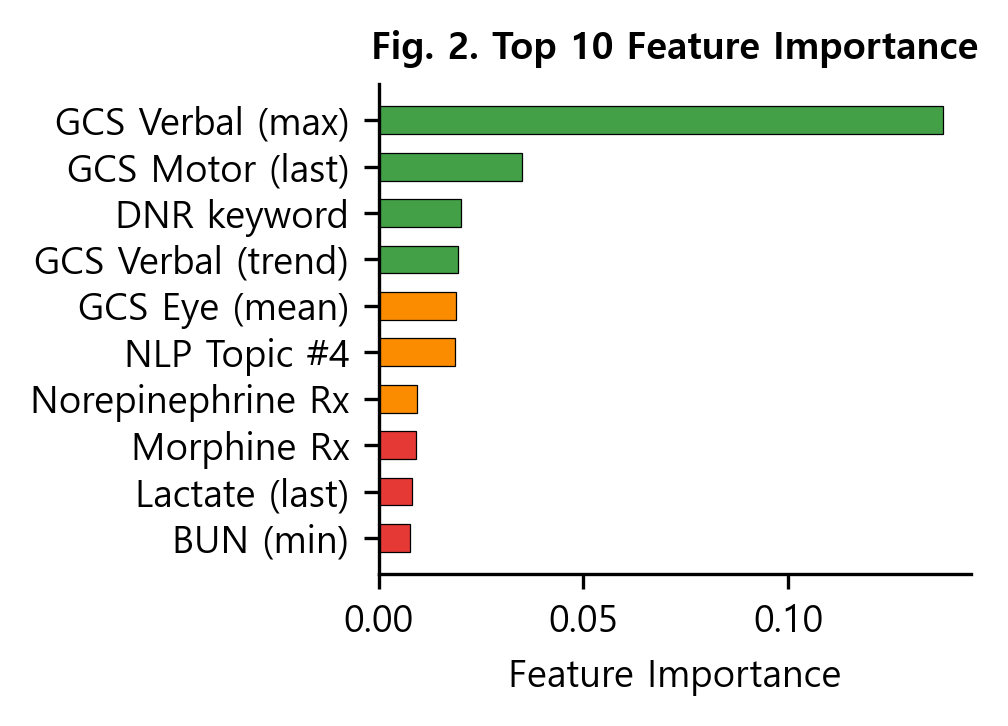 Fig. 2. Top 10 Feature Importance
GCS Verbal (max)
GCS Motor (last)
DNR keyword
GCS Verbal (trend)
GCS Eye (mean)
NLP Topic #4
Norepinephrine Rx
Morphine Rx
Lactate (last)
BUN (min)
0.00 0.05 0.10
Feature Importance